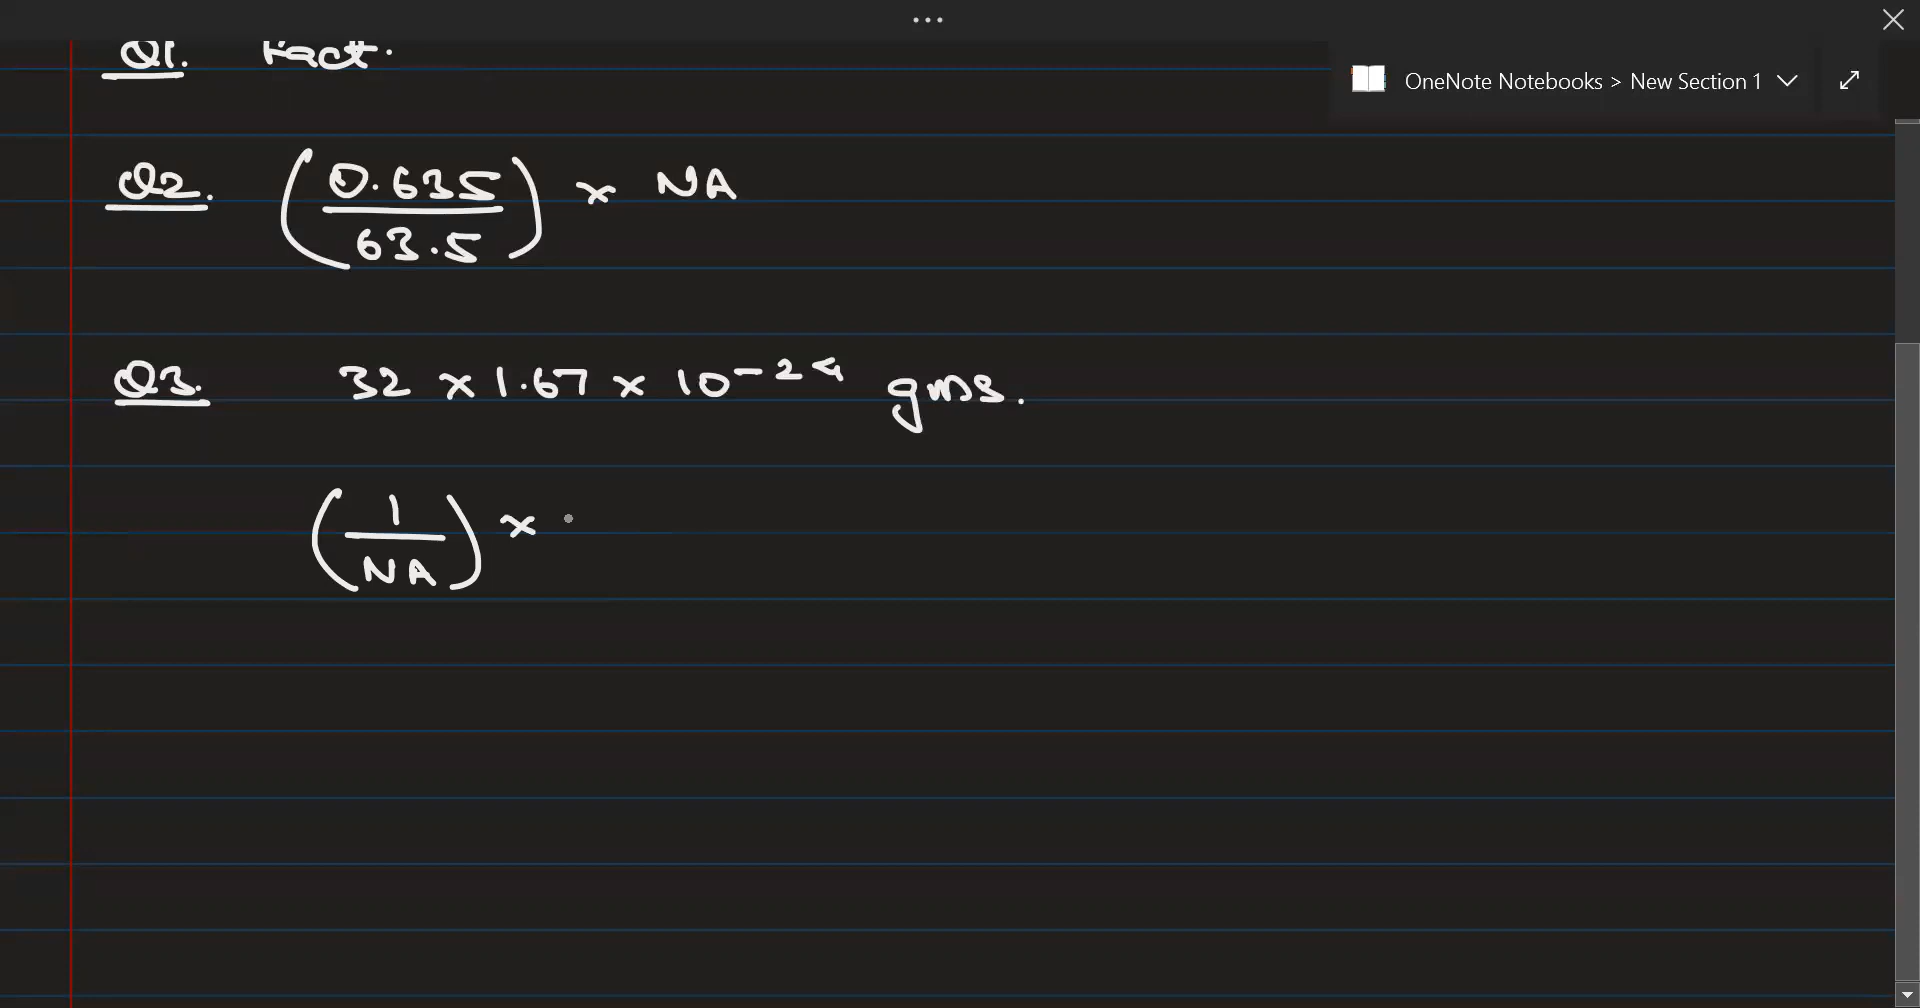 ...
OneNote Notebooks > New Section 1
Q1. Fact.
Q2. (0.635/63.5) × NA
Q3. 32 × 1.67 × 10⁻²⁴ gms.
(1/NA) ×